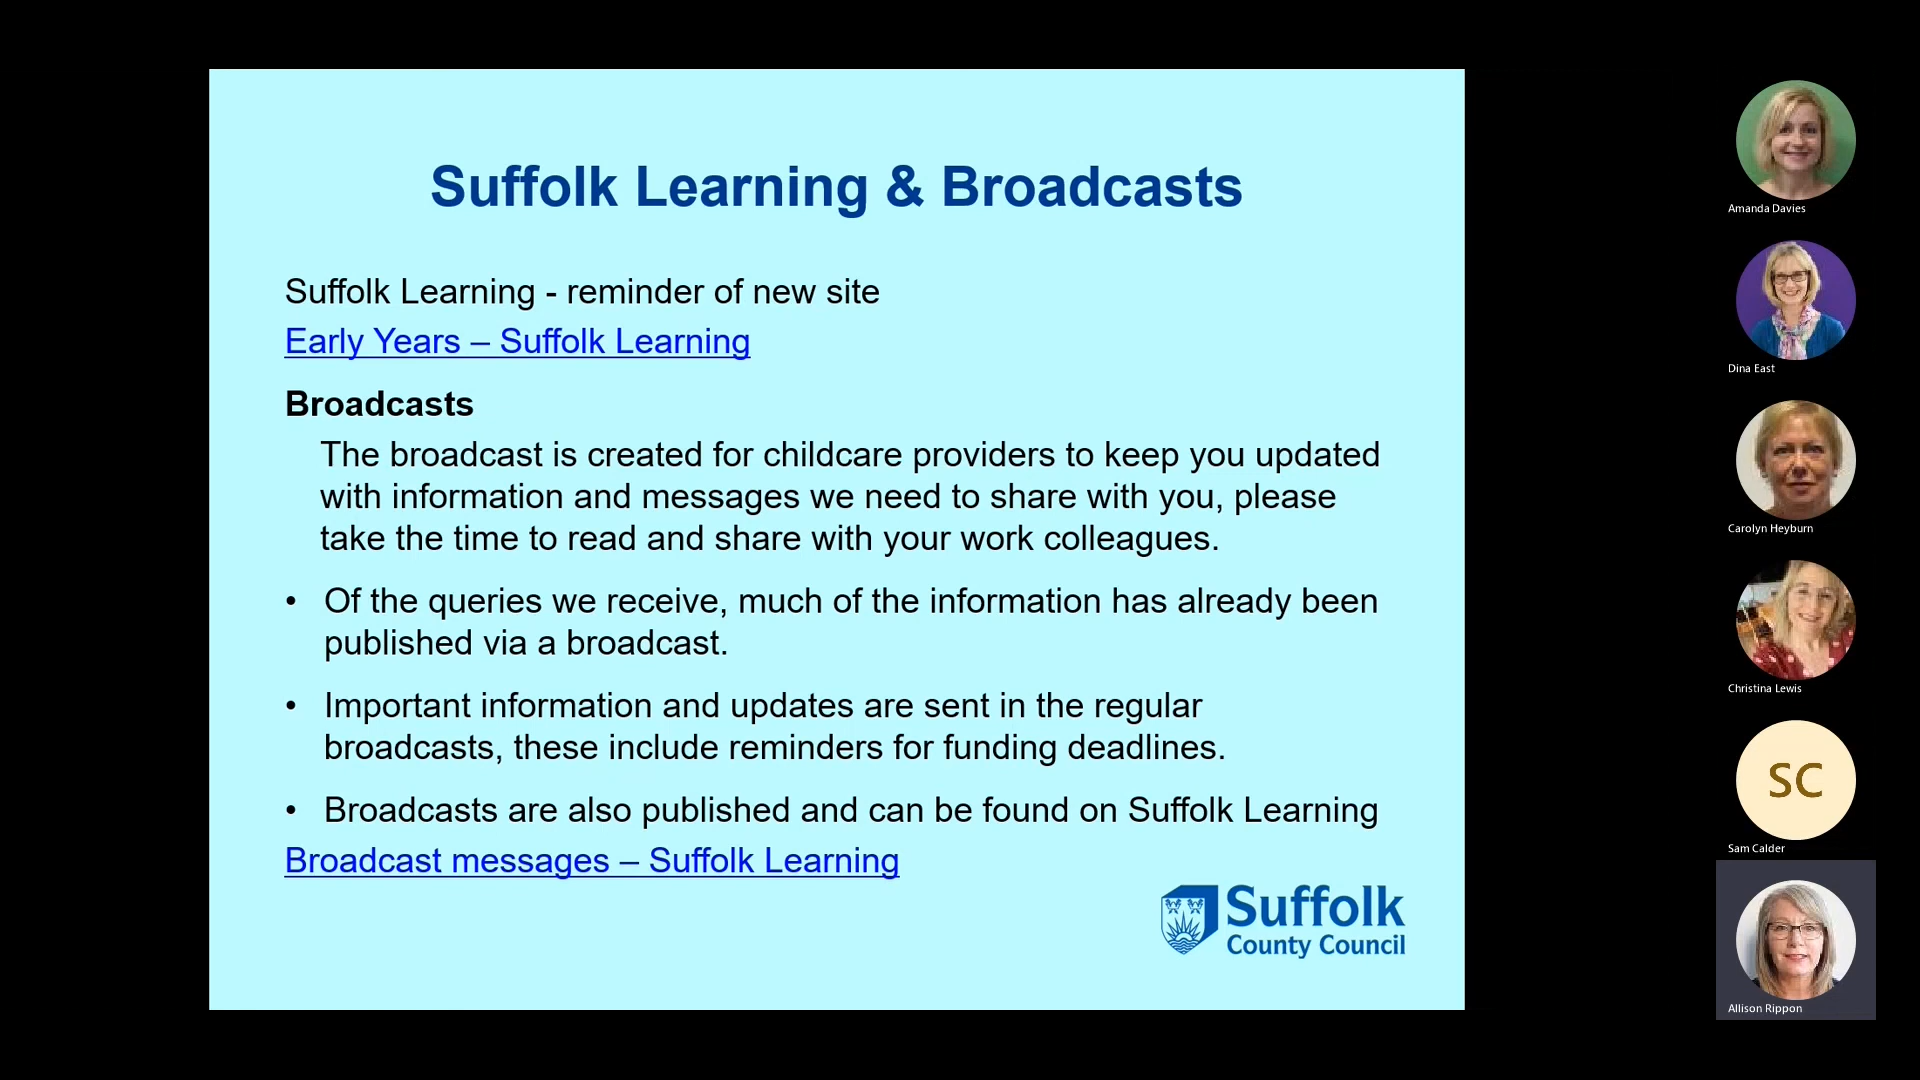 Suffolk Learning & Broadcasts
Suffolk Learning - reminder of new site
Early Years – Suffolk Learning
Broadcasts
The broadcast is created for childcare providers to keep you updated
with information and messages we need to share with you, please
take the time to read and share with your work colleagues.
• Of the queries we receive, much of the information has already been
published via a broadcast.
• Important information and updates are sent in the regular
broadcasts, these include reminders for funding deadlines.
• Broadcasts are also published and can be found on Suffolk Learning
Broadcast messages – Suffolk Learning
Suffolk
County Council
Amanda Davies
Dina East
Carolyn Heyburn
Christina Lewis
SC
Sam Calder
Allison Rippon